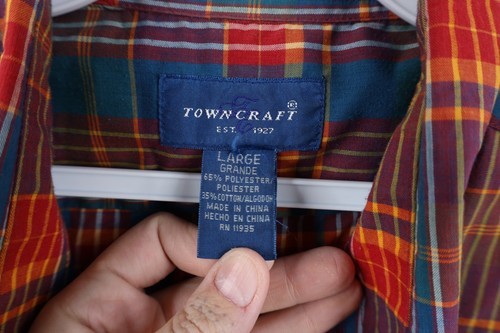 TOWNCRAFT®
EST. 1927
LARGE
GRANDE
65% POLYESTER/
POLIESTER
35% COTTON/ALGODON
MADE IN CHINA
HECHO EN CHINA
RN 11935